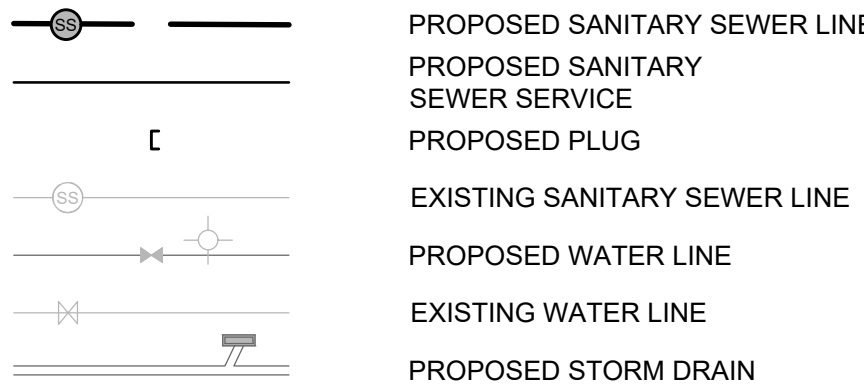 SS PROPOSED SANITARY SEWER LINE
PROPOSED SANITARY
SEWER SERVICE
PROPOSED PLUG
SS EXISTING SANITARY SEWER LINE
PROPOSED WATER LINE
EXISTING WATER LINE
PROPOSED STORM DRAIN